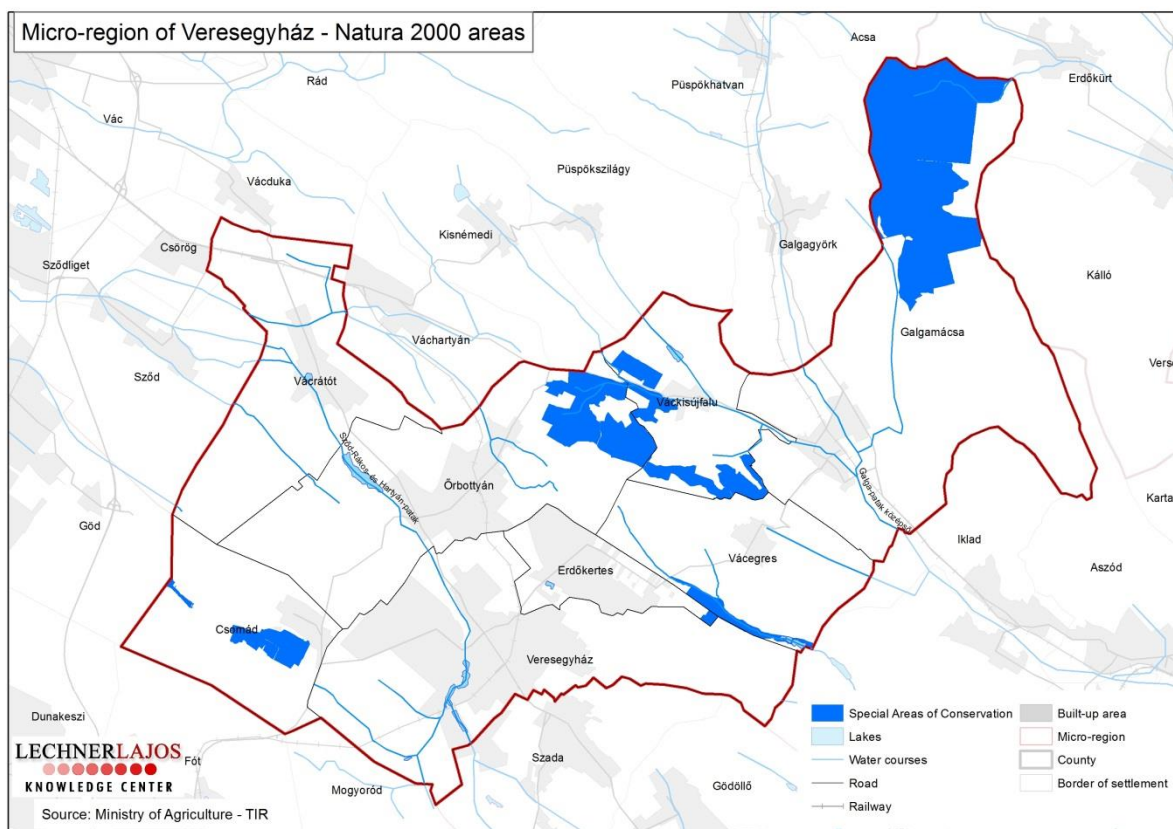 Micro-region of Veresegyház - Natura 2000 areas
Acsa
Erdőkürt
Rád
Püspökhatvan
Vác
Püspökszilágy
Vácduka
Kisnémedi
Galgagyörk
Csörög
Sződliget
Kálló
Galgamácsa
Váchartyán
Sződ
Vácrátót
Váckisújfalu
Sződ-Rákos és Hartyán-patak
Őrbottyán
Galga-patak középső
Karta
Göd
Iklad
Aszód
Vácegres
Erdőkertes
Csomád
Veresegyház
Dunakeszi
Fót
Szada
Mogyoród
Gödöllő
Special Areas of Conservation
Lakes
Water courses
Road
Railway
Built-up area
Micro-region
County
Border of settlement
LECHNERLAJOS
KNOWLEDGE CENTER
Source: Ministry of Agriculture - TIR